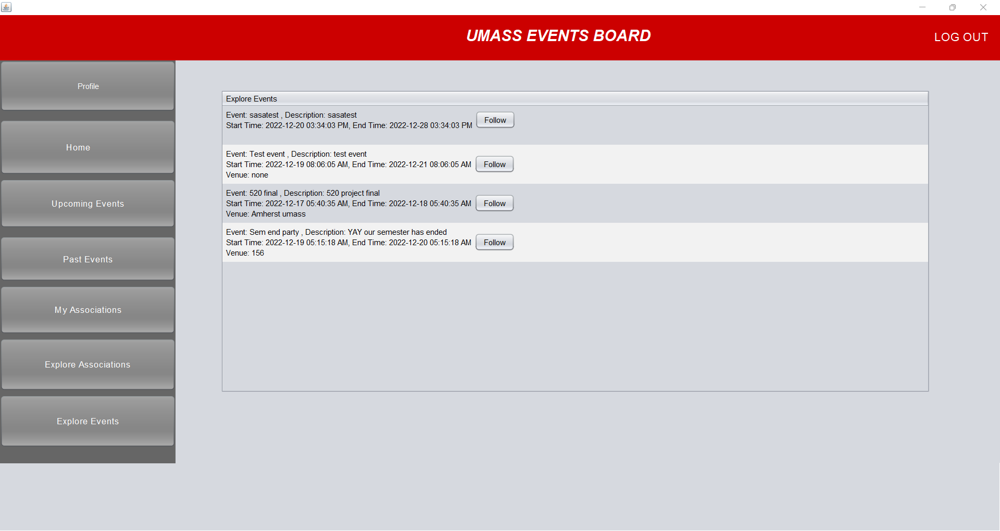 UMASS EVENTS BOARD
LOG OUT
Profile
Home
Upcoming Events
Past Events
My Associations
Explore Associations
Explore Events
Explore Events
Event: sasatest , Description: sasatest
Start Time: 2022-12-20 03:34:03 PM, End Time: 2022-12-28 03:34:03 PM
Follow
Event: Test event , Description: test event
Start Time: 2022-12-19 08:06:05 AM, End Time: 2022-12-21 08:06:05 AM
Venue: none
Follow
Event: 520 final , Description: 520 project final
Start Time: 2022-12-17 05:40:35 AM, End Time: 2022-12-18 05:40:35 AM
Venue: Amherst umass
Follow
Event: Sem end party , Description: YAY our semester has ended
Start Time: 2022-12-19 05:15:18 AM, End Time: 2022-12-20 05:15:18 AM
Venue: 156
Follow